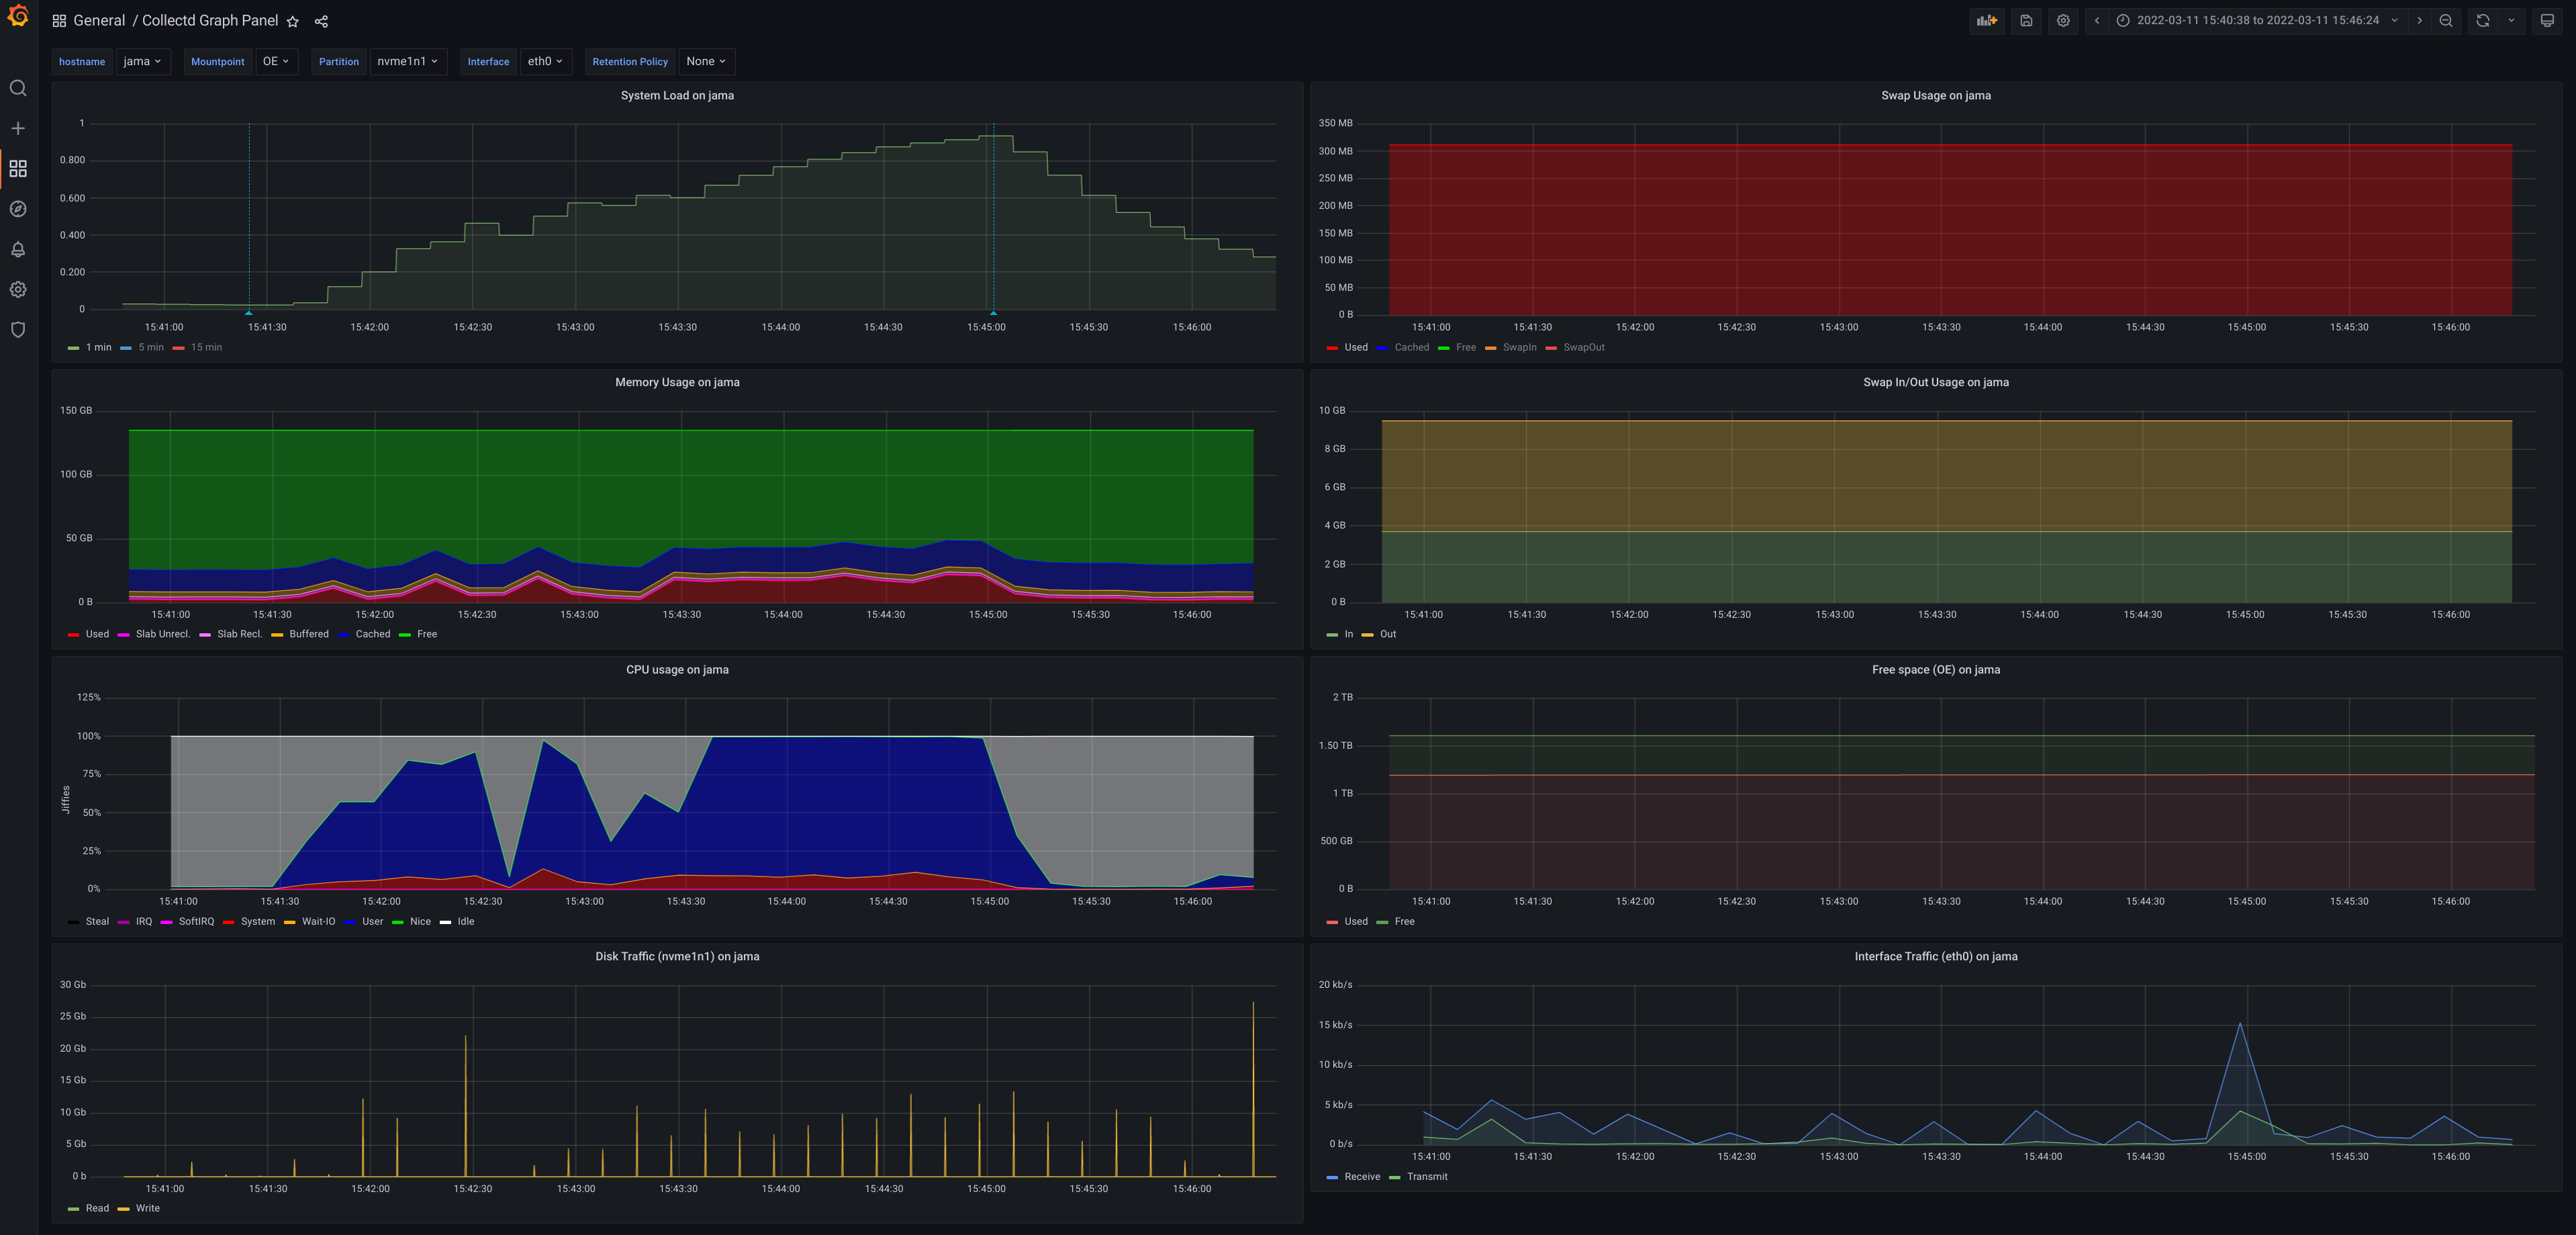 General / Collectd Graph Panel
2022-03-11 15:40:38 to 2022-03-11 15:46:24
hostname jama Mountpoint OE Partition nvme1n1 Interface eth0 Retention Policy None
System Load on jama
1
0.800
0.600
0.400
0.200
0
15:41:00 15:41:30 15:42:00 15:42:30 15:43:00 15:43:30 15:44:00 15:44:30 15:45:00 15:45:30 15:46:00
1 min 5 min 15 min
Swap Usage on jama
350 MB
300 MB
250 MB
200 MB
150 MB
100 MB
50 MB
0 B
15:41:00 15:41:30 15:42:00 15:42:30 15:43:00 15:43:30 15:44:00 15:44:30 15:45:00 15:45:30 15:46:00
Used Cached Free SwapIn SwapOut
Memory Usage on jama
150 GB
100 GB
50 GB
0 B
15:41:00 15:41:30 15:42:00 15:42:30 15:43:00 15:43:30 15:44:00 15:44:30 15:45:00 15:45:30 15:46:00
Used Slab Unrecl. Slab Recl. Buffered Cached Free
Swap In/Out Usage on jama
10 GB
8 GB
6 GB
4 GB
2 GB
0 B
15:41:00 15:41:30 15:42:00 15:42:30 15:43:00 15:43:30 15:44:00 15:44:30 15:45:00 15:45:30 15:46:00
In Out
CPU usage on jama
Jiffies
125%
100%
75%
50%
25%
0%
15:41:00 15:41:30 15:42:00 15:42:30 15:43:00 15:43:30 15:44:00 15:44:30 15:45:00 15:45:30 15:46:00
Steal IRQ SoftIRQ System Wait-IO User Nice Idle
Free space (OE) on jama
2 TB
1.50 TB
1 TB
500 GB
0 B
15:41:00 15:41:30 15:42:00 15:42:30 15:43:00 15:43:30 15:44:00 15:44:30 15:45:00 15:45:30 15:46:00
Used Free
Disk Traffic (nvme1n1) on jama
30 Gb
25 Gb
20 Gb
15 Gb
10 Gb
5 Gb
0 b
15:41:00 15:41:30 15:42:00 15:42:30 15:43:00 15:43:30 15:44:00 15:44:30 15:45:00 15:45:30 15:46:00
Read Write
Interface Traffic (eth0) on jama
20 kb/s
15 kb/s
10 kb/s
5 kb/s
0 b/s
15:41:00 15:41:30 15:42:00 15:42:30 15:43:00 15:43:30 15:44:00 15:44:30 15:45:00 15:45:30 15:46:00
Receive Transmit